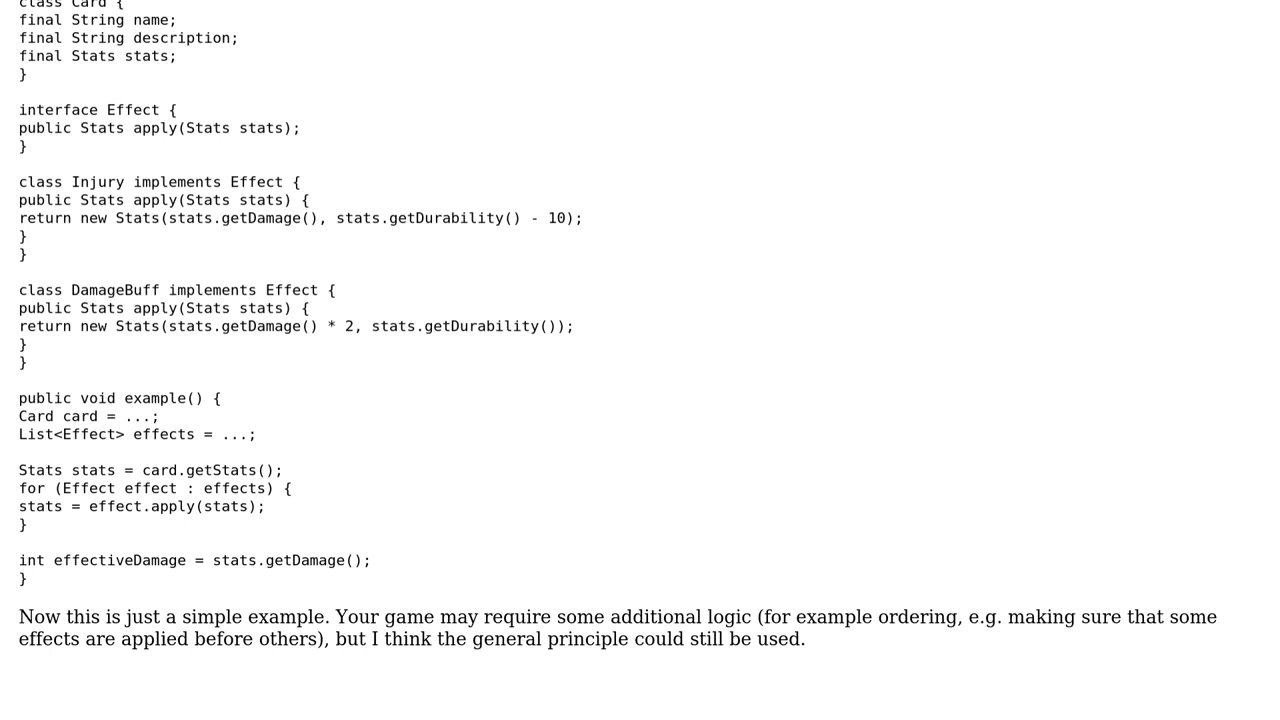 class Card {
final String name;
final String description;
final Stats stats;
}

interface Effect {
public Stats apply(Stats stats);
}

class Injury implements Effect {
public Stats apply(Stats stats) {
return new Stats(stats.getDamage(), stats.getDurability() - 10);
}
}

class DamageBuff implements Effect {
public Stats apply(Stats stats) {
return new Stats(stats.getDamage() * 2, stats.getDurability());
}
}

public void example() {
Card card = ...;
List<Effect> effects = ...;

Stats stats = card.getStats();
for (Effect effect : effects) {
stats = effect.apply(stats);
}

int effectiveDamage = stats.getDamage();
}
Now this is just a simple example. Your game may require some additional logic (for example ordering, e.g. making sure that some
effects are applied before others), but I think the general principle could still be used.